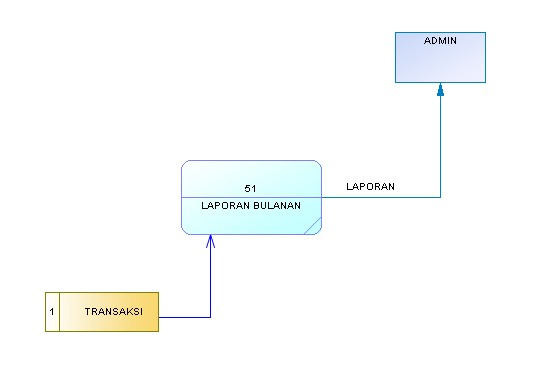 ADMIN
51
LAPORAN BULANAN
LAPORAN
1
TRANSAKSI